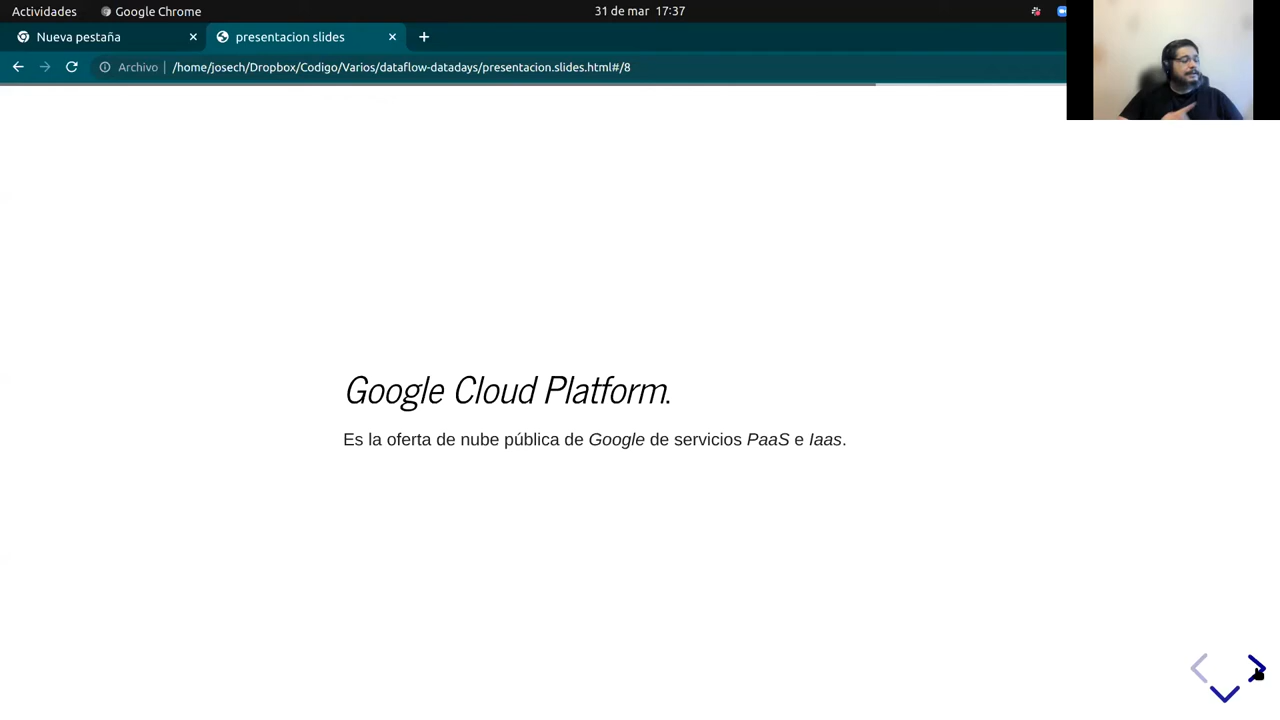 Actividades Google Chrome 31 de mar 17:37
Nueva pestaña presentacion slides
Archivo /home/josech/Dropbox/Codigo/Varios/dataflow-datadays/presentacion.slides.html#/8
Google Cloud Platform.
Es la oferta de nube pública de Google de servicios PaaS e Iaas.